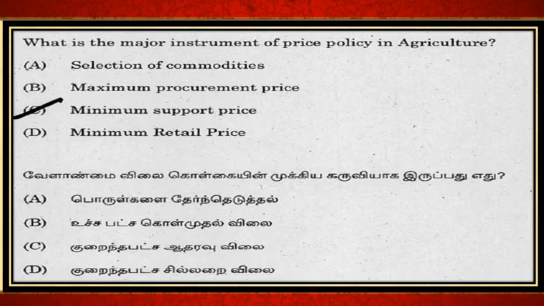 What is the major instrument of price policy in Agriculture?
(A) Selection of commodities
(B) Maximum procurement price
(C) Minimum support price
(D) Minimum Retail Price
வேளாண்மை விலை கொள்கையின் முக்கிய கருவியாக இருப்பது எது?
(A) பொருள்களை தேர்ந்தெடுத்தல்
(B) உச்ச பட்ச கொள்முதல் விலை
(C) குறைந்தபட்ச ஆதரவு விலை
(D) குறைந்தபட்ச சில்லறை விலை